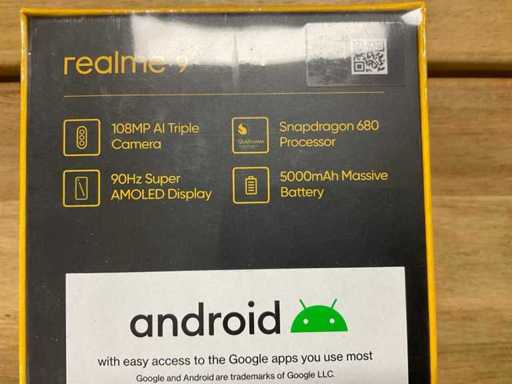 realme 9
108MP AI Triple
Camera
Snapdragon 680
Processor
90Hz Super
AMOLED Display
5000mAh Massive
Battery
android
with easy access to the Google apps you use most
Google and Android are trademarks of Google LLC.